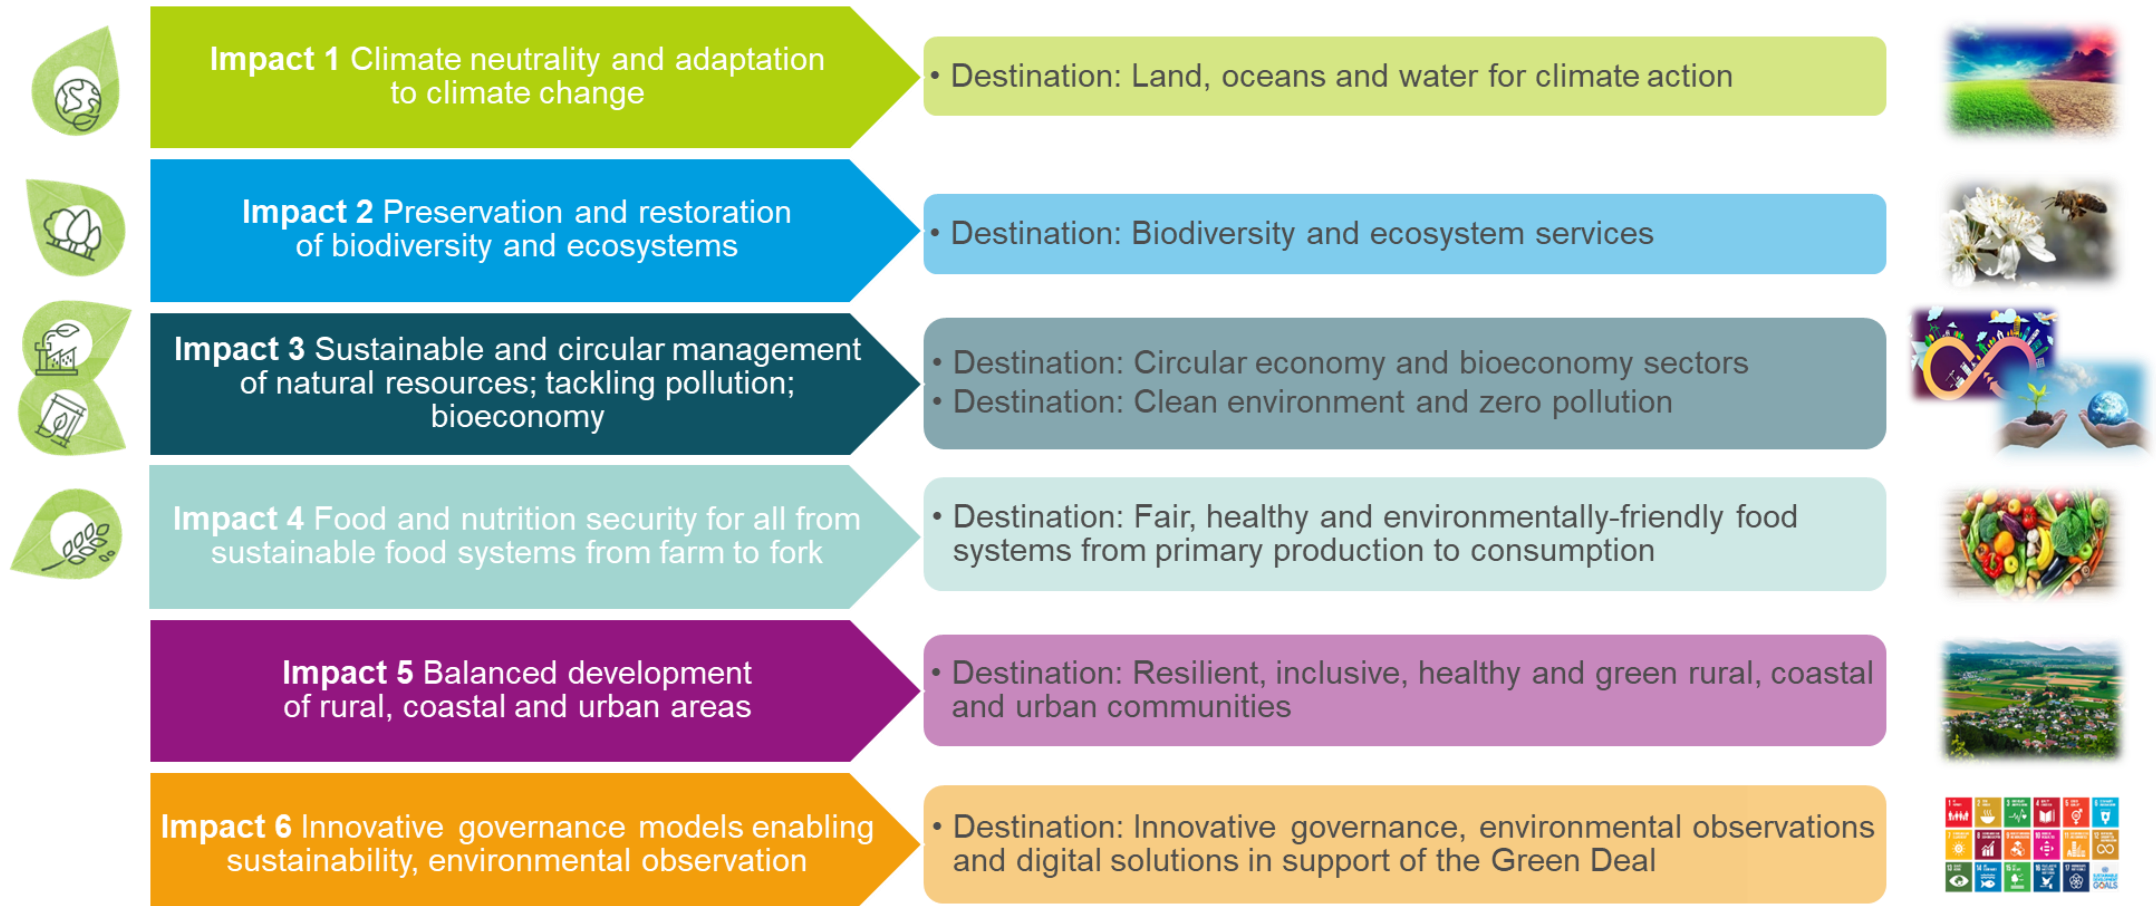 Impact 1 Climate neutrality and adaptation
to climate change
• Destination: Land, oceans and water for climate action
Impact 2 Preservation and restoration
of biodiversity and ecosystems
• Destination: Biodiversity and ecosystem services
Impact 3 Sustainable and circular management
of natural resources; tackling pollution;
bioeconomy
• Destination: Circular economy and bioeconomy sectors
• Destination: Clean environment and zero pollution
Impact 4 Food and nutrition security for all from
sustainable food systems from farm to fork
• Destination: Fair, healthy and environmentally-friendly food
systems from primary production to consumption
Impact 5 Balanced development
of rural, coastal and urban areas
• Destination: Resilient, inclusive, healthy and green rural, coastal
and urban communities
Impact 6 Innovative governance models enabling
sustainability, environmental observation
• Destination: Innovative governance, environmental observations
and digital solutions in support of the Green Deal
GOALS